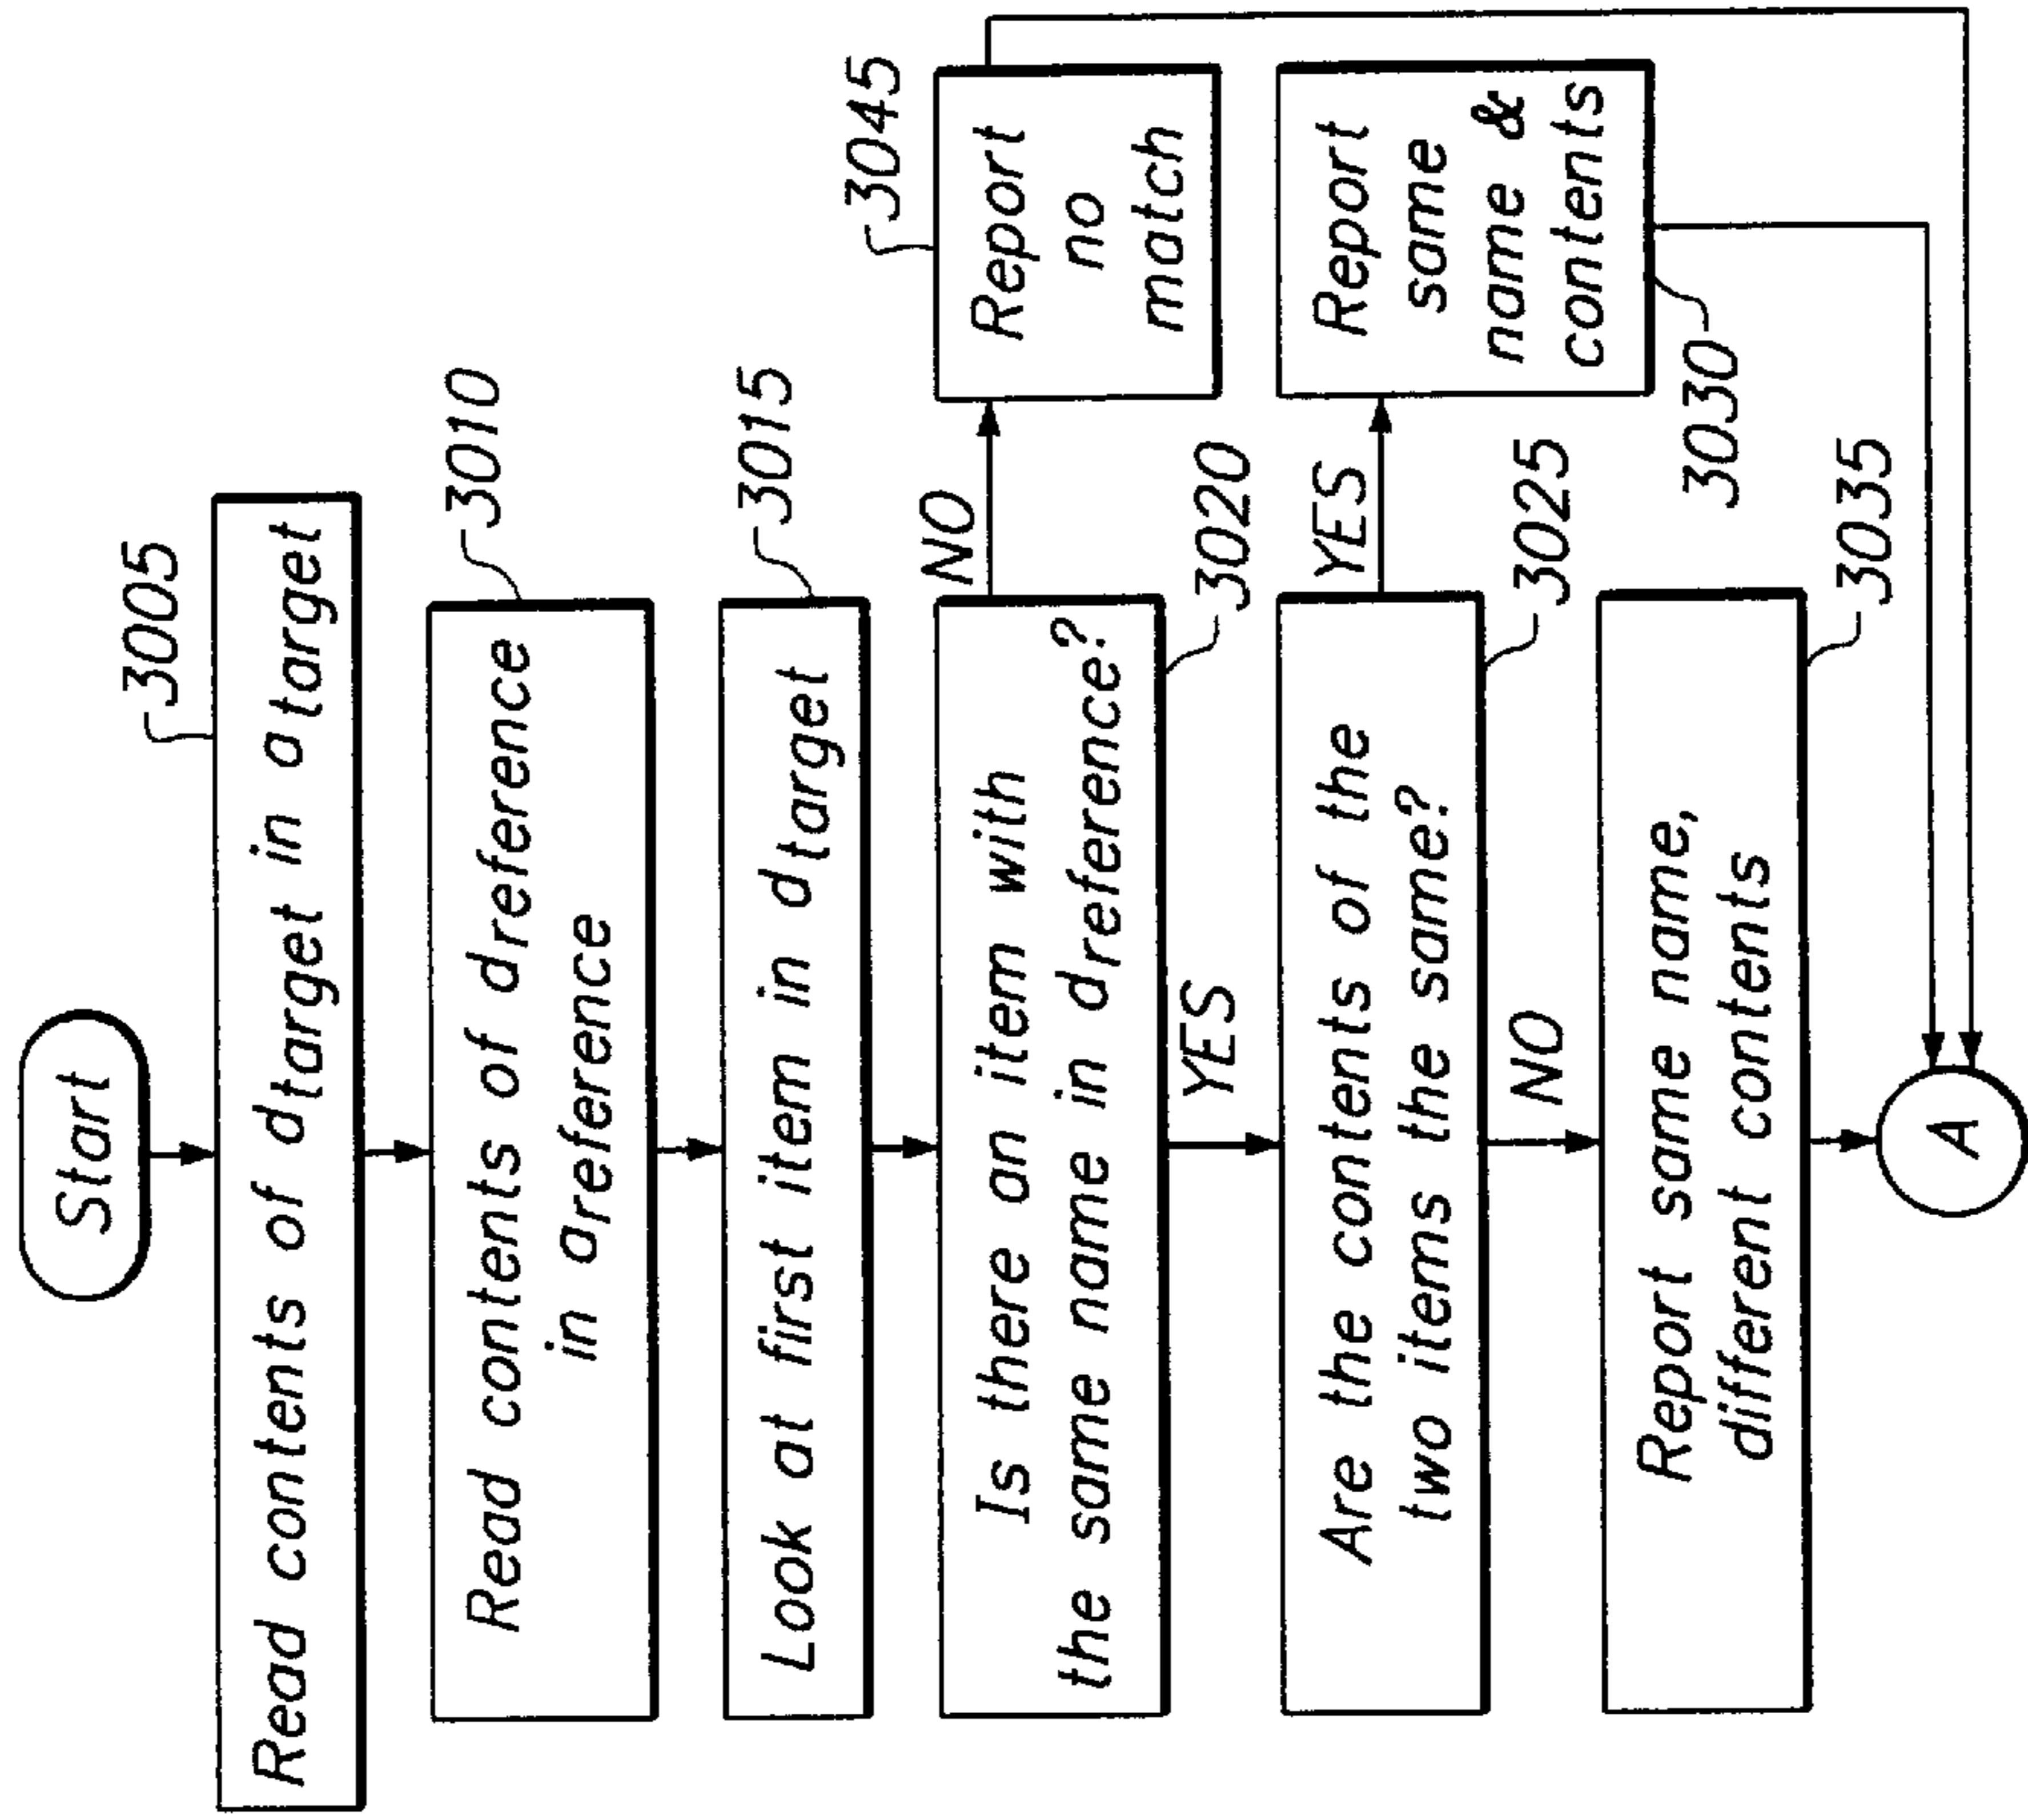 Start
3005
Read contents of dtarget in atarget
3010
Read contents of dreference
in areference
3015
Look at first item in dtarget
Is there an item with
the same name in dreference?
3020
NO
3045
Report
no
match
YES
Are the contents of the
two items the same?
3025
YES
Report
same
name &
contents
3030
NO
Report same name,
different contents
3035
A